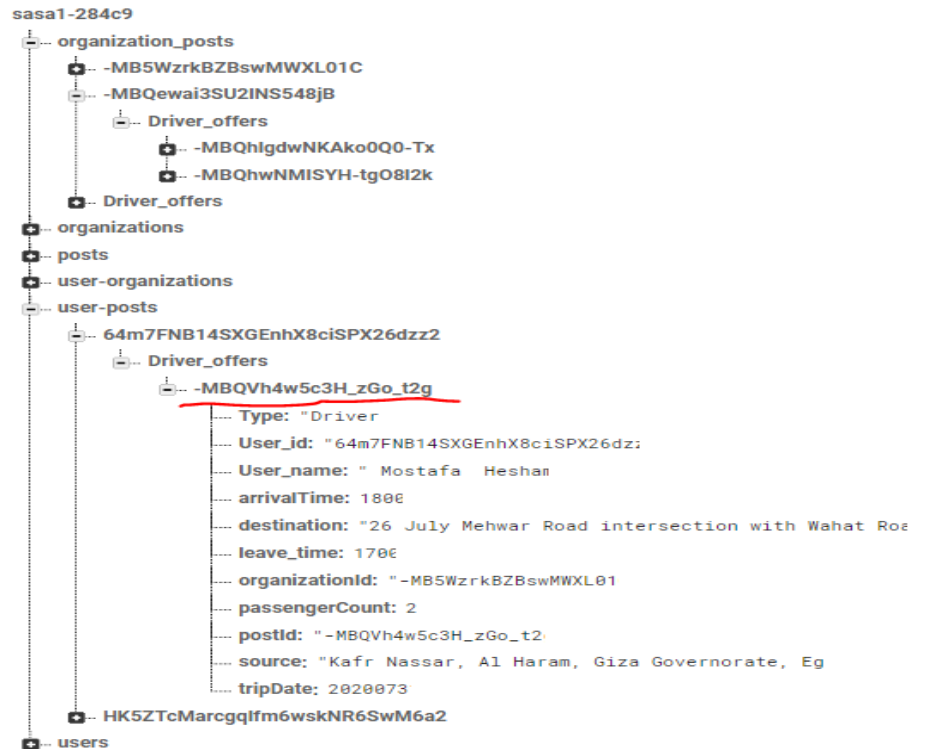 sasa1-284c9
organization_posts
-MB5WzrkBZBswMWXL01C
-MBQewai3SU2INS548jB
Driver_offers
-MBQhIgdwNKAko0Q0-Tx
-MBQhwNMISYH-tgO8I2k
Driver_offers
organizations
posts
user-organizations
user-posts
64m7FNB14SXGEnhX8ciSPX26dzz2
Driver_offers
-MBQVh4w5c3H_zGo_t2g
Type: "Driver
User_id: "64m7FNB14SXGEnhX8ciSPX26dz
User_name: " Mostafa Hesham
arrivalTime: 1800
destination: "26 July Mehwar Road intersection with Wahat Roa
leave_time: 1700
organizationId: "-MB5WzrkBZBswMWXL01
passengerCount: 2
postId: "-MBQVh4w5c3H_zGo_t2
source: "Kafr Nassar, Al Haram, Giza Governorate, Eg
tripDate: 2020073
HK5ZTcMarcgqIfm6wskNR6SwM6a2
users